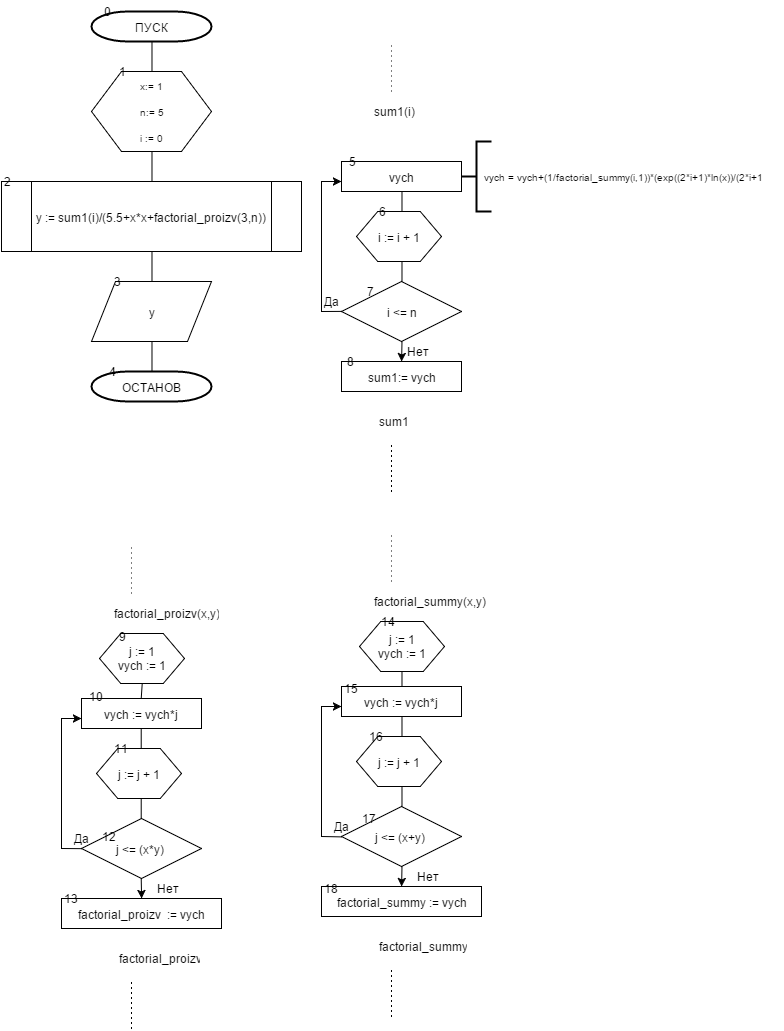 0
ПУСК
1
x:= 1
n:= 5
i := 0
2
y := sum1(i)/(5.5+x*x+factorial_proizv(3,n))
3
y
4
ОСТАНОВ
sum1(i)
5
vych
vych = vych+(1/factorial_summy(i,1))*(exp((2*i+1)*ln(x))/(2*i+1
6
i := i + 1
7
Да
i <= n
Нет
8
sum1:= vych
sum1
factorial_proizv(x,y)
9
j := 1
vych := 1
10
vych := vych*j
11
j := j + 1
Да
12
j <= (x*y)
Нет
13
factorial_proizv := vych
factorial_proizv
factorial_summy(x,y)
14
j := 1
vych := 1
15
vych := vych*j
16
j := j + 1
17
Да
j <= (x+y)
Нет
18
factorial_summy := vych
factorial_summy